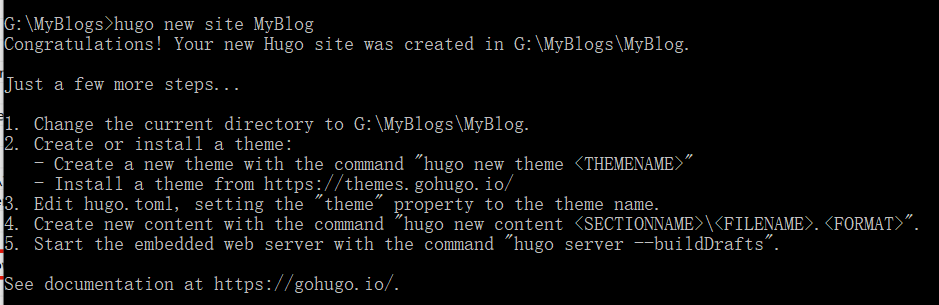 G:\MyBlogs>hugo new site MyBlog
Congratulations! Your new Hugo site was created in G:\MyBlogs\MyBlog.
Just a few more steps...
1. Change the current directory to G:\MyBlogs\MyBlog.
2. Create or install a theme:
- Create a new theme with the command "hugo new theme <THEMENAME>"
- Install a theme from https://themes.gohugo.io/
3. Edit hugo.toml, setting the "theme" property to the theme name.
4. Create new content with the command "hugo new content <SECTIONNAME>\<FILENAME>.<FORMAT>".
5. Start the embedded web server with the command "hugo server --buildDrafts".
See documentation at https://gohugo.io/.